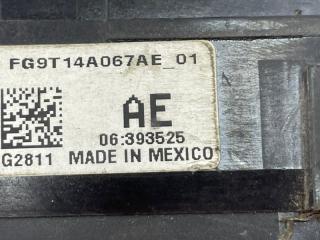 FG9T14A067AE_01
AE
06:393525
G2811 MADE IN MEXICO